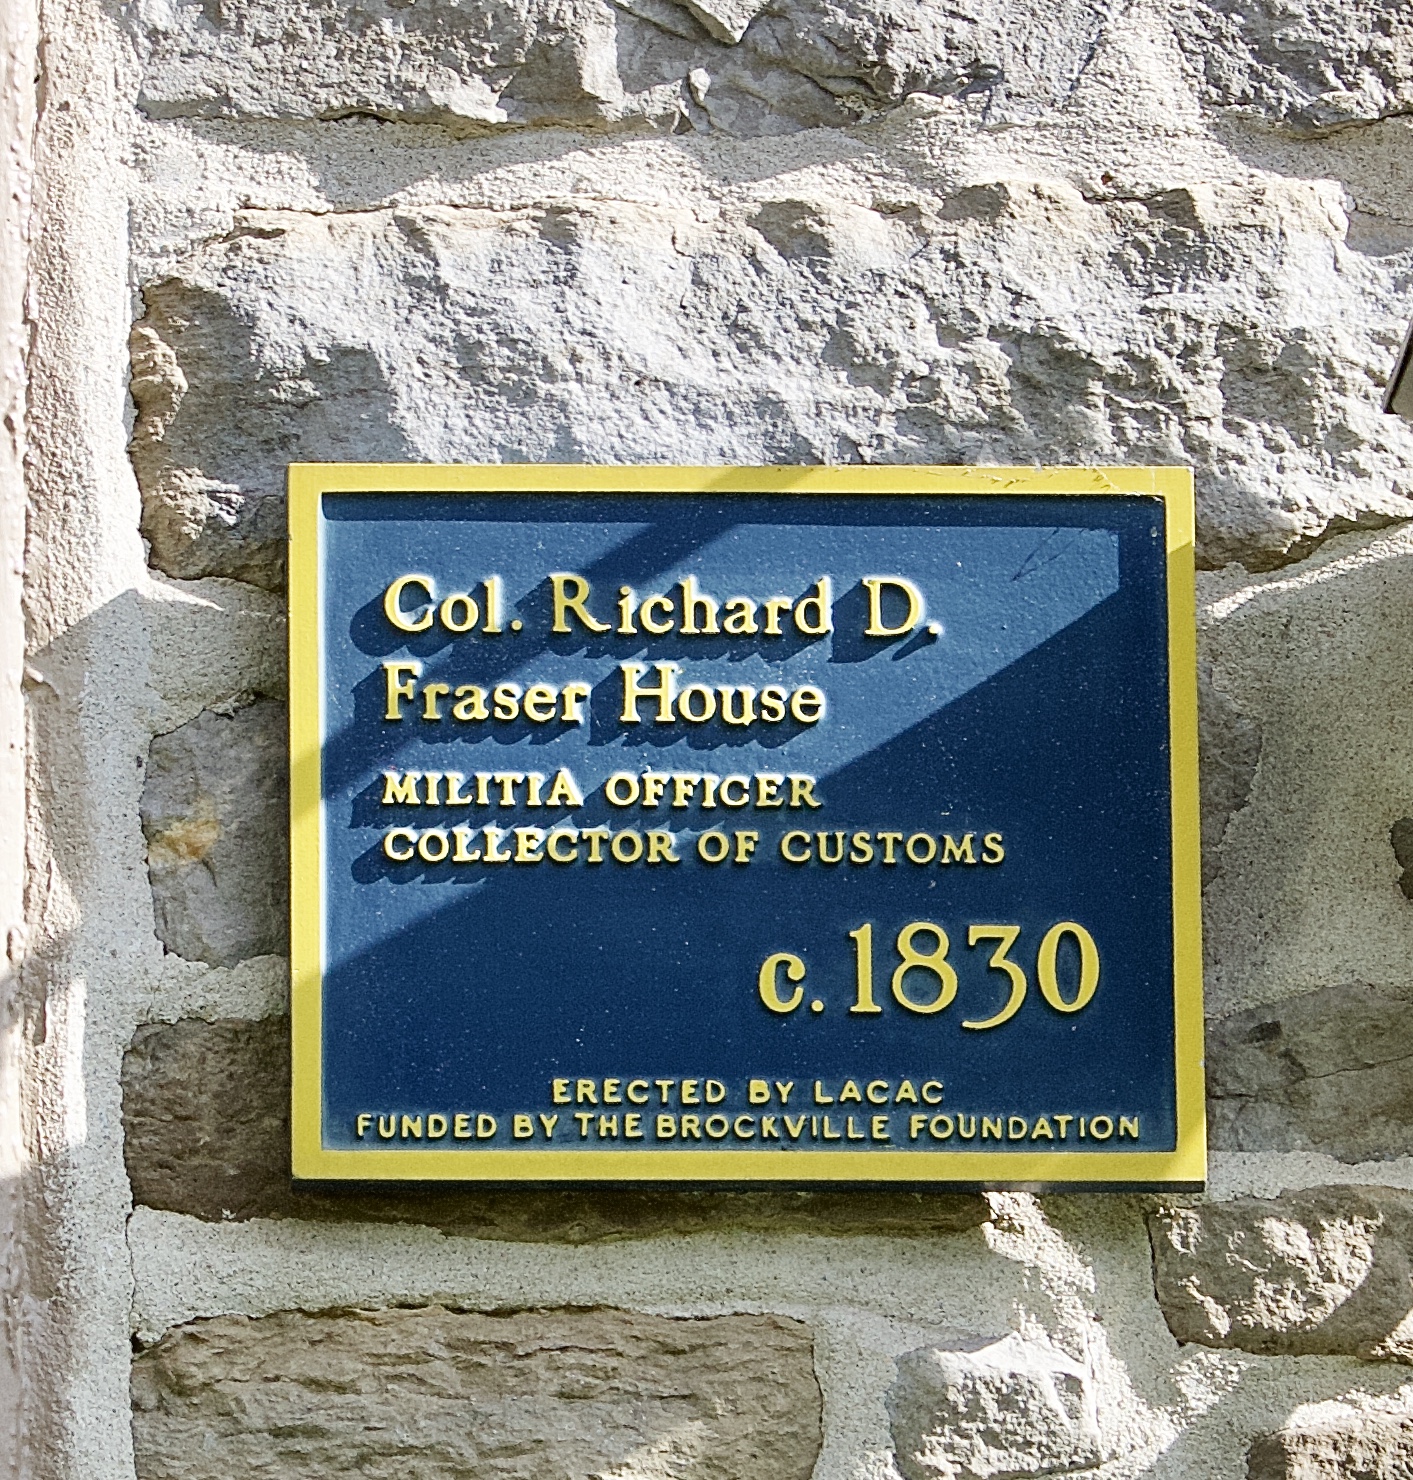 Col. Richard D.
Fraser House
MILITIA OFFICER
COLLECTOR OF CUSTOMS
c. 1830
ERECTED BY LACAC
FUNDED BY THE BROCKVILLE FOUNDATION